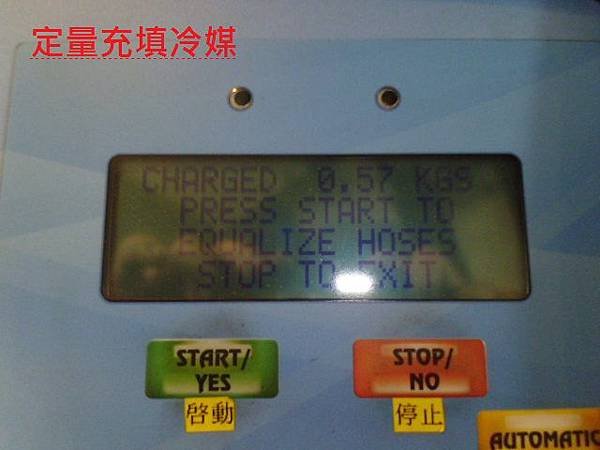 定量充填冷媒
CHARGED 0.57 KGS
PRESS START TO
EQUALIZE HOSES
STOP TO EXIT
START/
YES
STOP/
NO
啓動
停止
AUTOMATIC